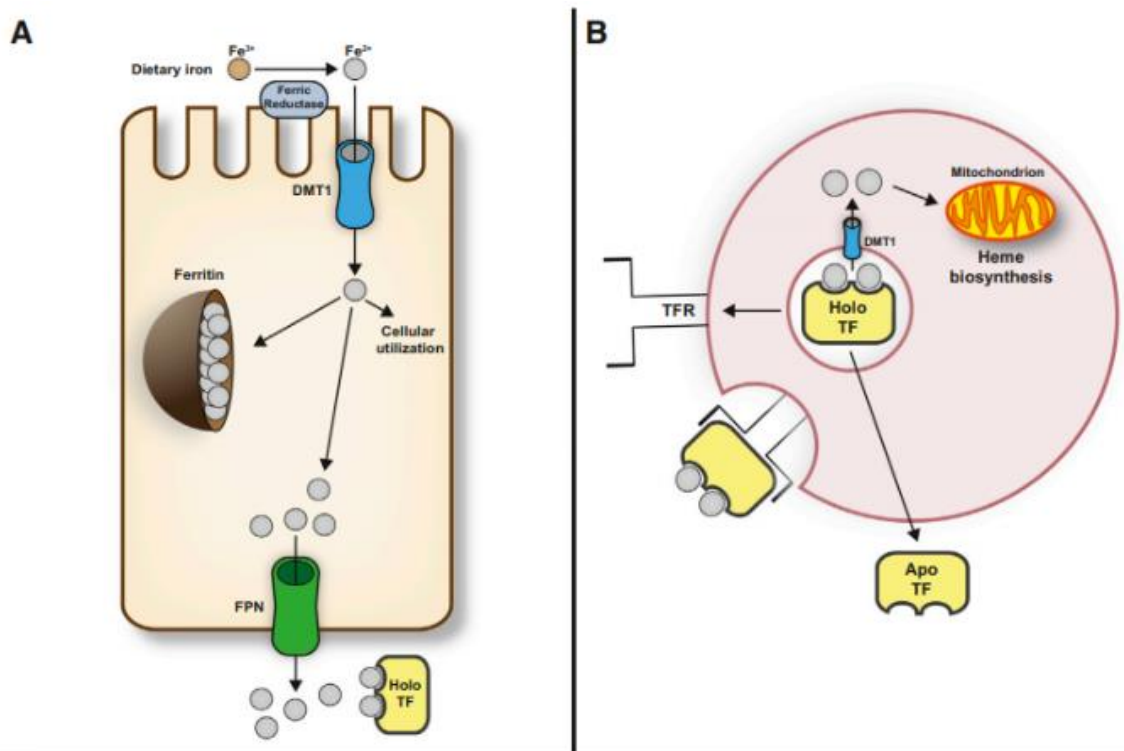 A
Fe³⁺
Fe²⁺
Dietary iron
Ferric
Reductase
DMT1
Ferritin
Cellular
utilization
FPN
Holo
TF
B
Mitochondrion
DMT1
Heme
biosynthesis
TFR
Holo
TF
Apo
TF